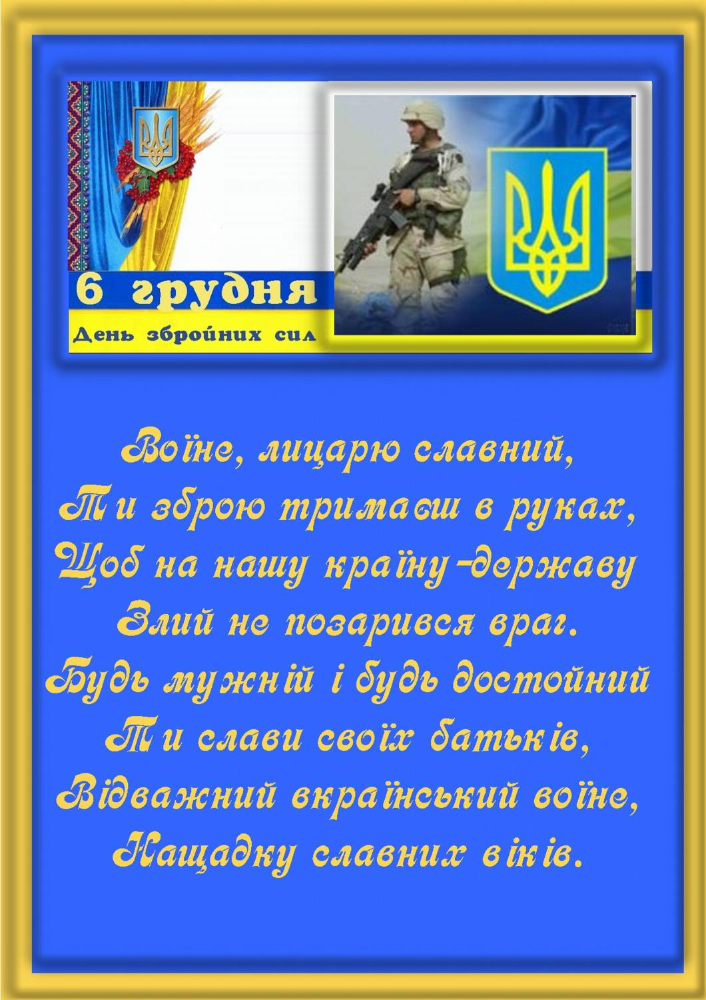 6 грудня
День збройних сил
Воїне, лицарю славний,
Ти зброю тримаєш в руках,
Щоб на нашу країну-державу
Злий не позарився враг.
Будь мужній і будь достойний
Ти слави своїх батьків,
Відважний вкраїнський воїне,
Нащадку славних віків.